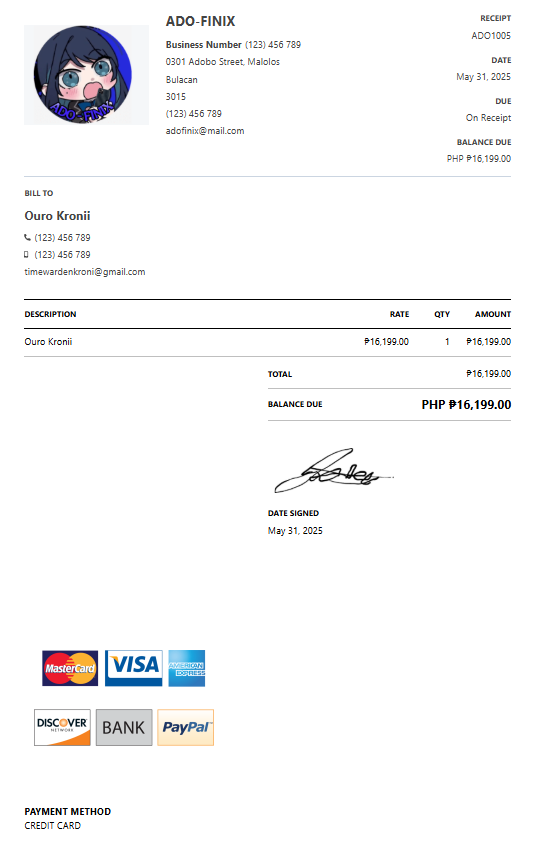 ADO-FINIX
ADO-FINIX
Business Number (123) 456 789
0301 Adobo Street, Malolos
Bulacan
3015
(123) 456 789
adofinix@mail.com
RECEIPT
ADO1005
DATE
May 31, 2025
DUE
On Receipt
BALANCE DUE
PHP ₱16,199.00
BILL TO
Ouro Kronii
(123) 456 789
(123) 456 789
timewardenkroni@gmail.com
DESCRIPTION RATE QTY AMOUNT
Ouro Kronii ₱16,199.00 1 ₱16,199.00
TOTAL ₱16,199.00
BALANCE DUE PHP ₱16,199.00
DATE SIGNED
May 31, 2025
MasterCard VISA AMERICAN EXPRESS
DISCOVER NETWORK BANK PayPal
PAYMENT METHOD
CREDIT CARD